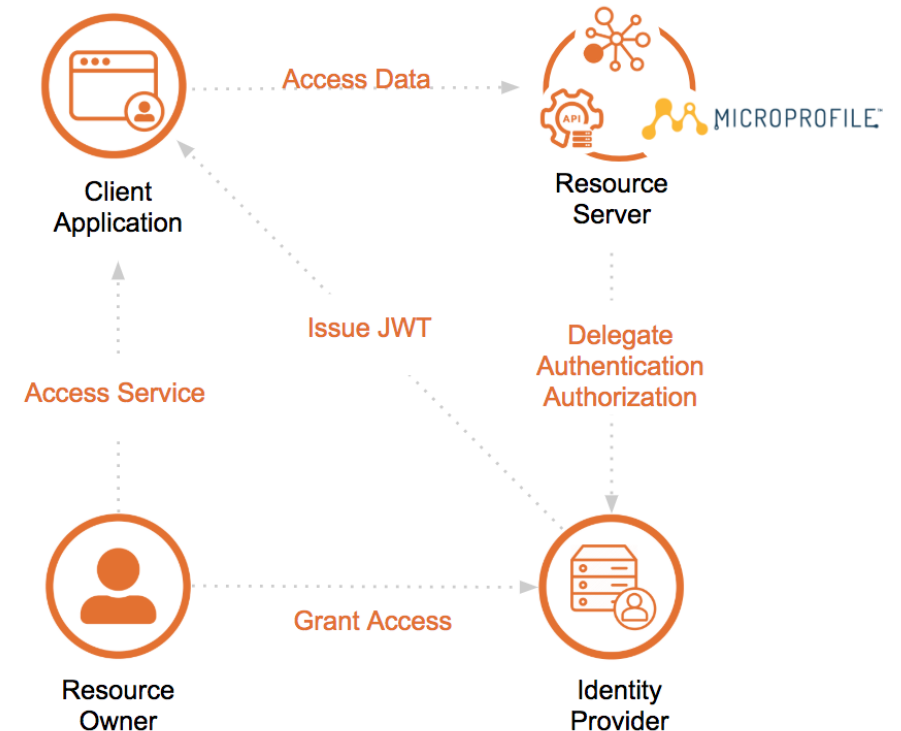 Access Data
API
MICROPROFILE™
Client
Application
Resource
Server
Issue JWT
Delegate
Authentication
Authorization
Access Service
Grant Access
Resource
Owner
Identity
Provider